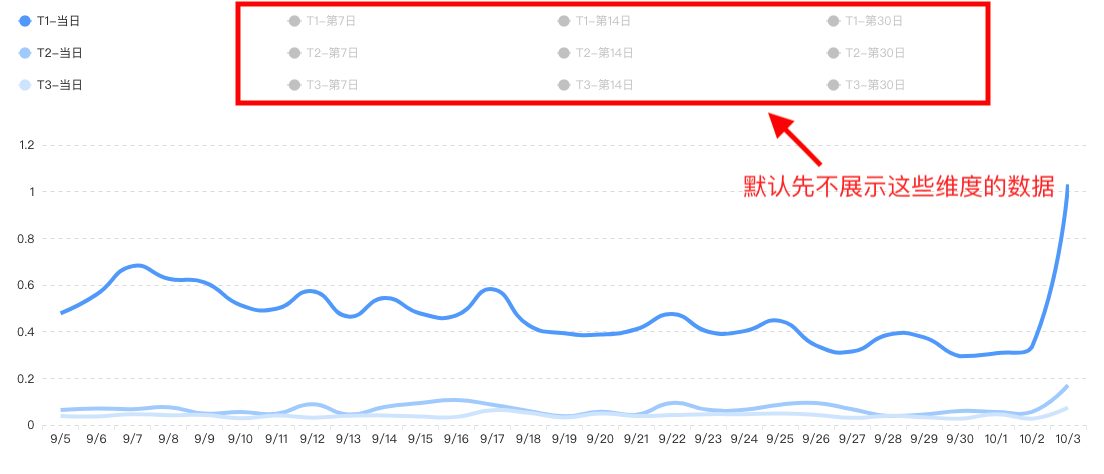 T1-当日 T1-第7日 T1-第14日 T1-第30日
T2-当日 T2-第7日 T2-第14日 T2-第30日
T3-当日 T3-第7日 T3-第14日 T3-第30日
1.2
默认先不展示这些维度的数据
1
0.8
0.6
0.4
0.2
0
9/5 9/6 9/7 9/8 9/9 9/10 9/11 9/12 9/13 9/14 9/15 9/16 9/17 9/18 9/19 9/20 9/21 9/22 9/23 9/24 9/25 9/26 9/27 9/28 9/29 9/30 10/1 10/2 10/3